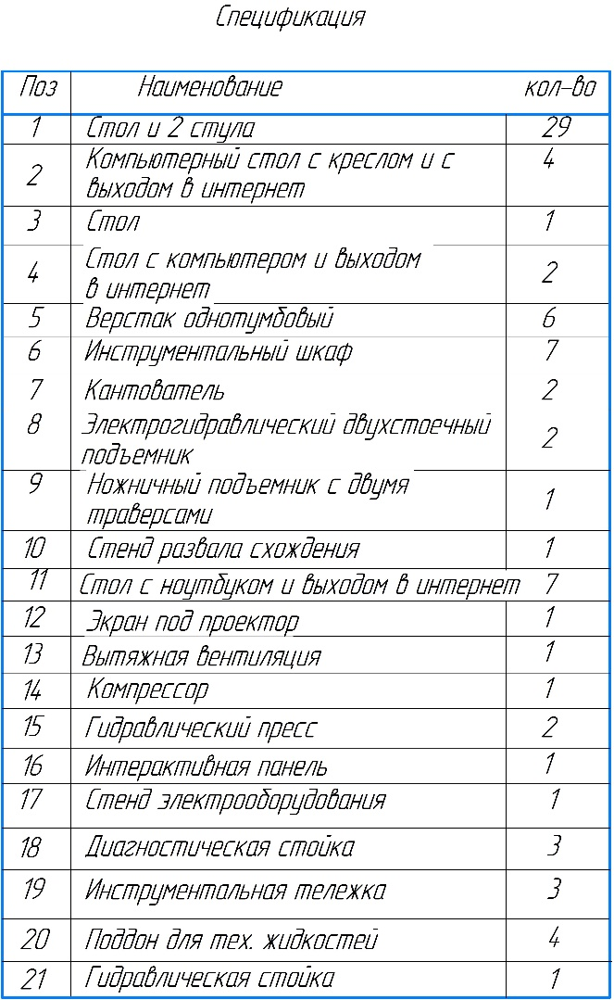 Спецификация
Поз Наименование кол-во
1 Стол и 2 стула 29
2 Компьютерный стол с креслом и с 4
выходом в интернет
3 Стол 1
4 Стол с компьютером и выходом 2
в интернет
5 Верстак однотумбовый 6
6 Инструментальный шкаф 7
7 Кантователь 2
8 Электрогидравлический двухстоечный 2
подъемник
9 Ножничный подъемник с двумя 1
траверсами
10 Стенд развала схождения 1
11 Стол с ноутбуком и выходом в интернет 7
12 Экран под проектор 1
13 Вытяжная вентиляция 1
14 Компрессор 1
15 Гидравлический пресс 2
16 Интерактивная панель 1
17 Стенд электрооборудования 1
18 Диагностическая стойка 3
19 Инструментальная тележка 3
20 Поддон для тех. жидкостей 4
21 Гидравлическая стойка 1